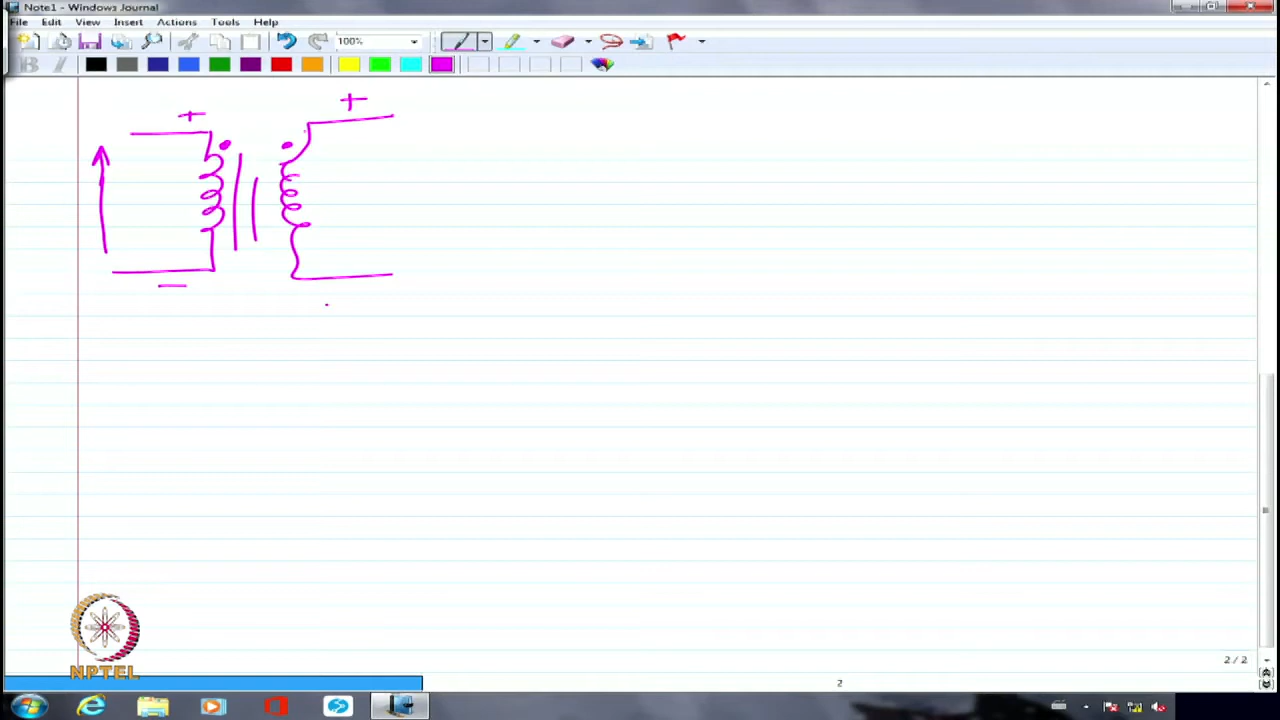 Note1 - Windows Journal
File Edit View Insert Actions Tools Help
100%
B I
+
+
−
NPTEL
2 / 2
2